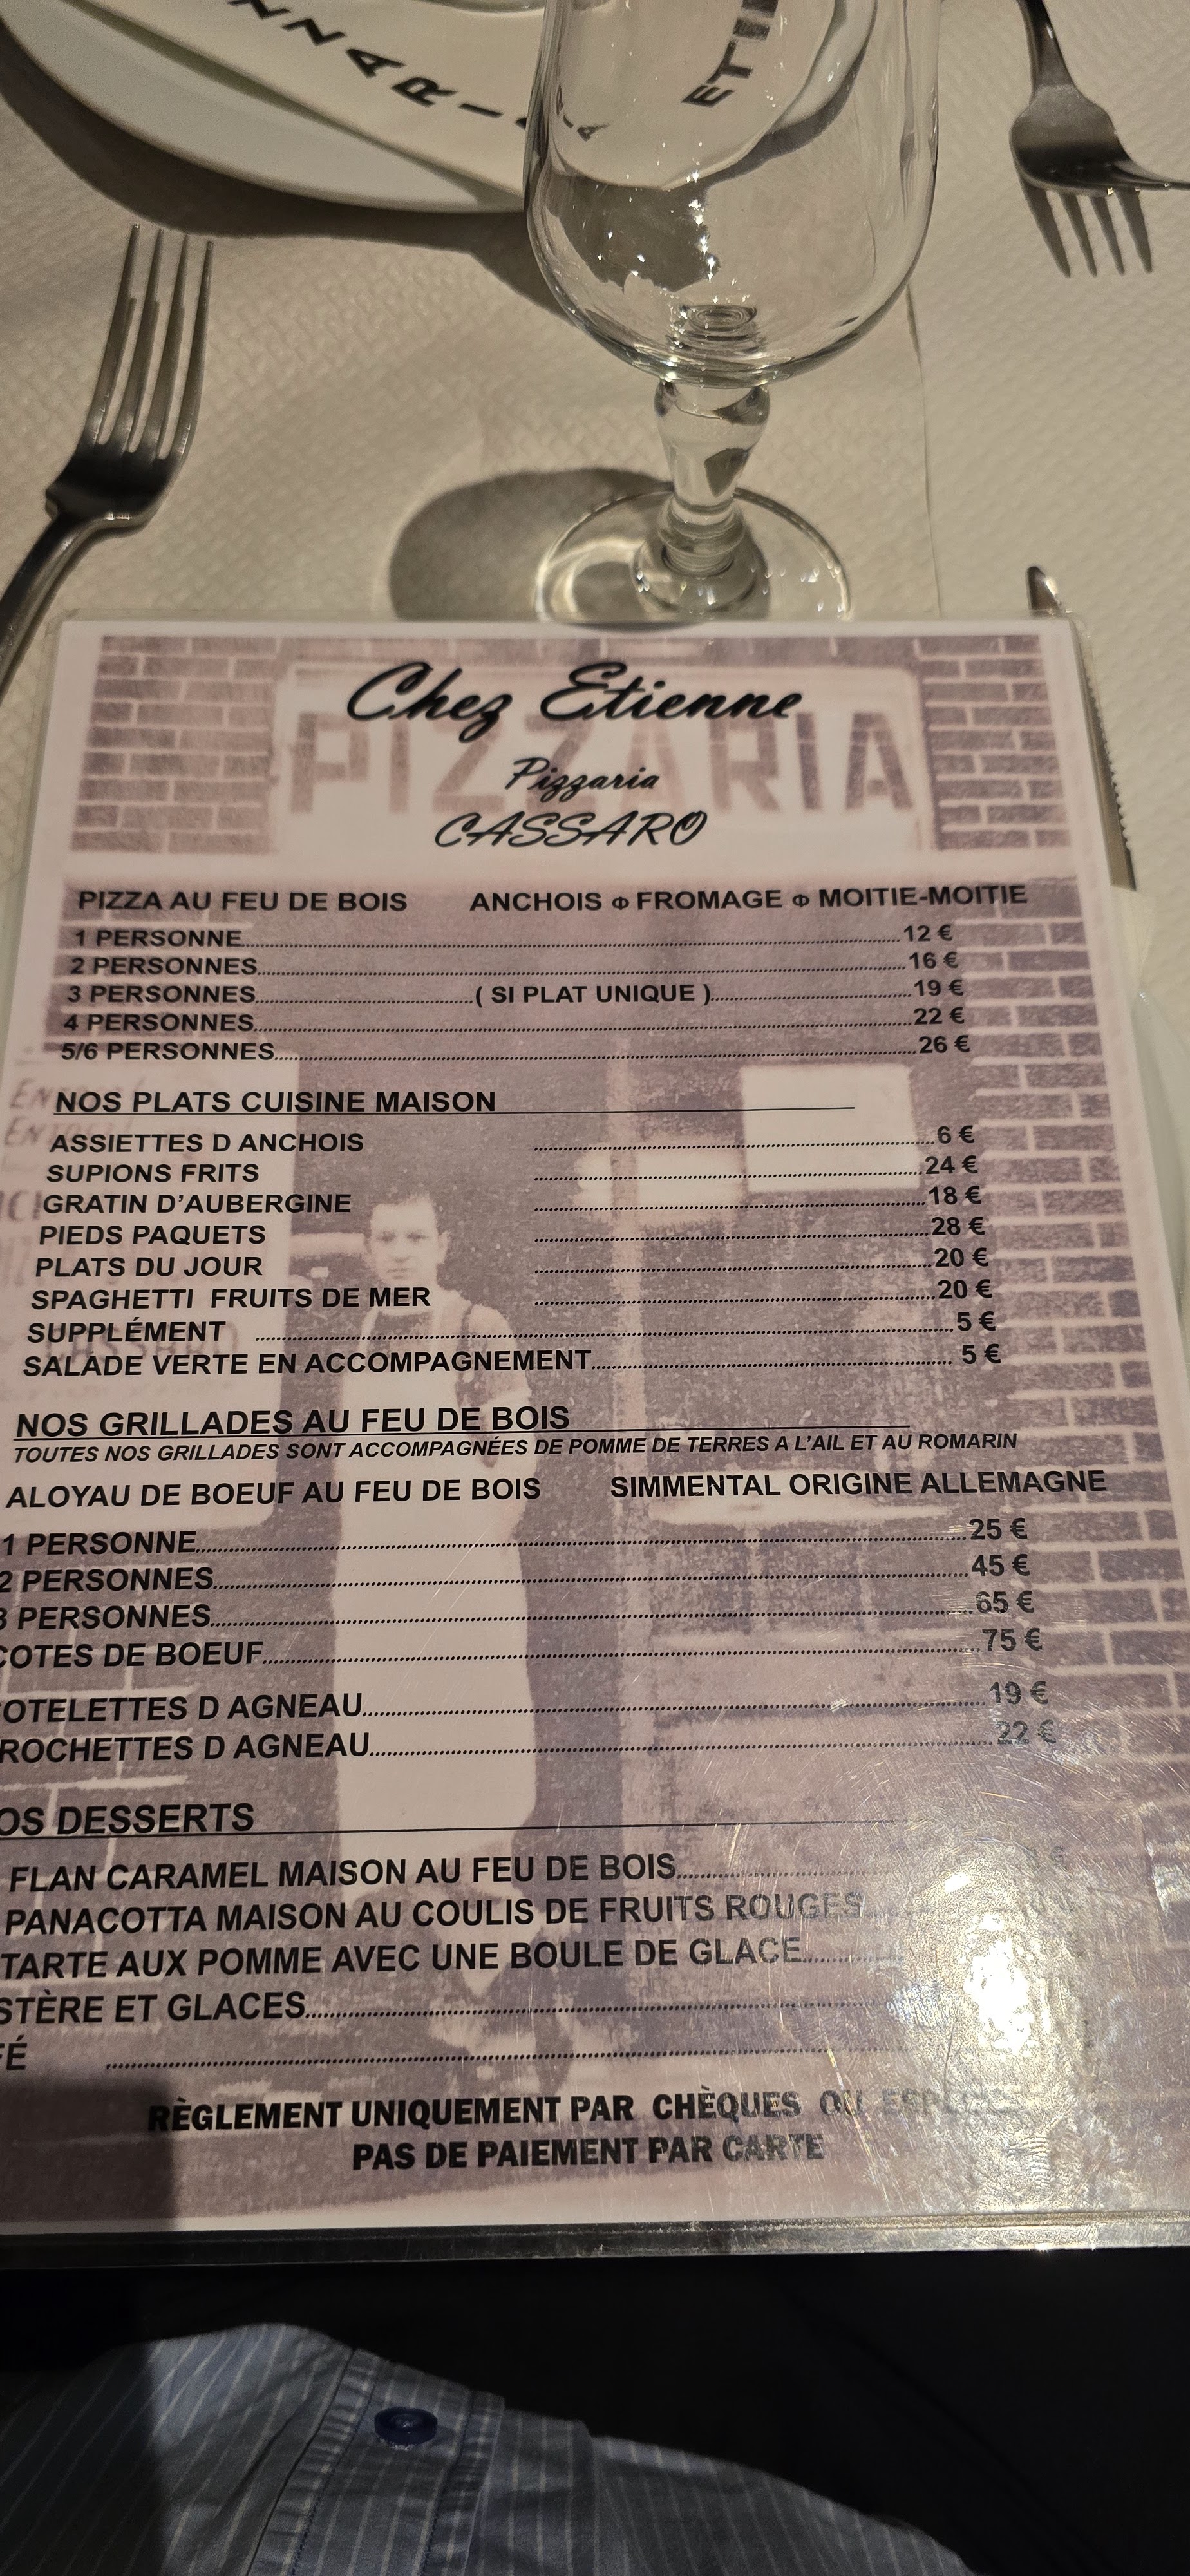 ZZARI
ETI
Chez Etienne
PIZZARIA
Pizzaria
CASSARO
PIZZA AU FEU DE BOIS ANCHOIS Φ FROMAGE Φ MOITIE-MOITIE
1 PERSONNE 12 €
2 PERSONNES 16 €
3 PERSONNES ( SI PLAT UNIQUE ) 19 €
4 PERSONNES 22 €
5/6 PERSONNES 26 €
NOS PLATS CUISINE MAISON
ASSIETTES D ANCHOIS 6 €
SUPIONS FRITS 24 €
GRATIN D'AUBERGINE 18 €
PIEDS PAQUETS 28 €
PLATS DU JOUR 20 €
SPAGHETTI FRUITS DE MER 20 €
SUPPLÉMENT 5 €
SALADE VERTE EN ACCOMPAGNEMENT 5 €
NOS GRILLADES AU FEU DE BOIS
TOUTES NOS GRILLADES SONT ACCOMPAGNÉES DE POMME DE TERRES A L'AIL ET AU ROMARIN
ALOYAU DE BOEUF AU FEU DE BOIS SIMMENTAL ORIGINE ALLEMAGNE
1 PERSONNE 25 €
2 PERSONNES 45 €
3 PERSONNES 65 €
COTES DE BOEUF 75 €
OTELETTES D AGNEAU 19 €
ROCHETTES D AGNEAU 22 €
OS DESSERTS
FLAN CARAMEL MAISON AU FEU DE BOIS
PANACOTTA MAISON AU COULIS DE FRUITS ROUGES
TARTE AUX POMME AVEC UNE BOULE DE GLACE
STÈRE ET GLACES
FÉ
RÈGLEMENT UNIQUEMENT PAR CHÈQUES OU ESPÈCES
PAS DE PAIEMENT PAR CARTE